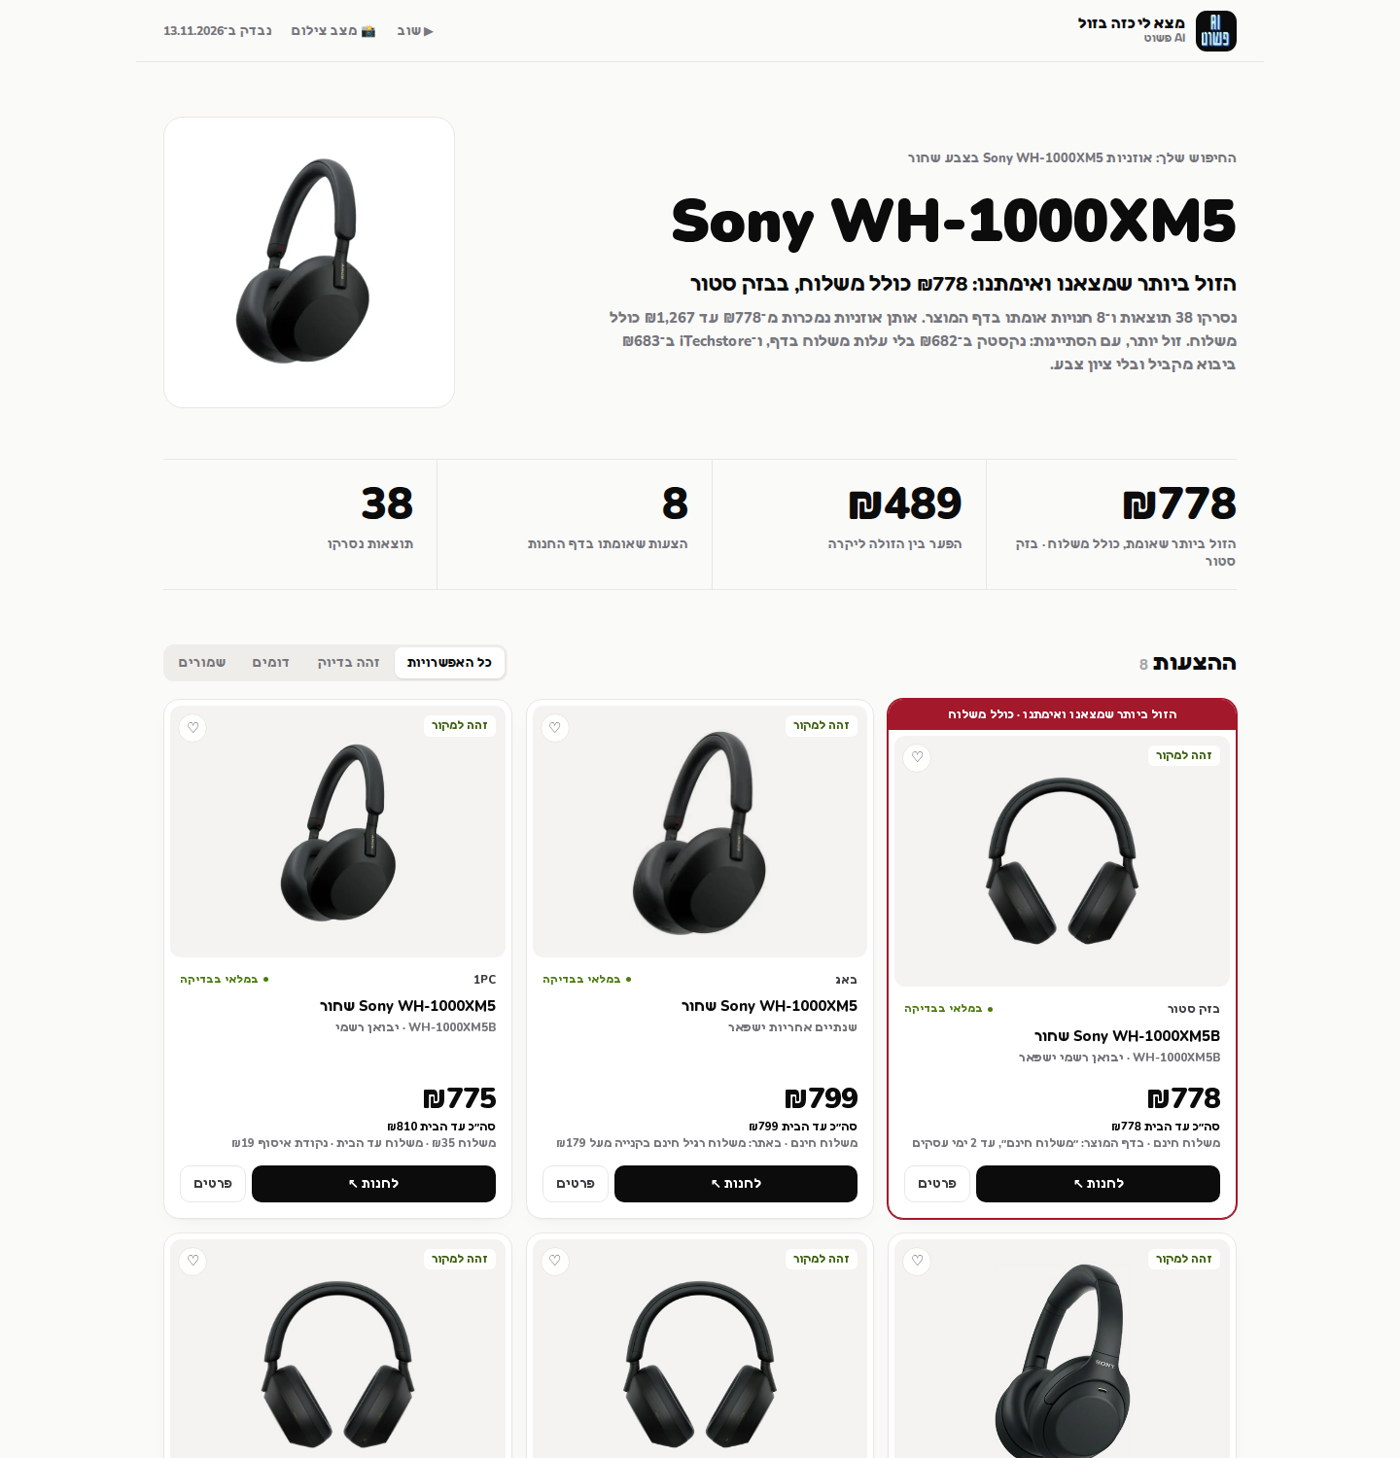 AI פשוט
מצא לי כזה בזול
AI פשוט
▶ שוב
📸 מצב צילום
נבדק ב־13.11.2026
החיפוש שלך: אוזניות Sony WH-1000XM5 בצבע שחור
Sony WH-1000XM5
הזול ביותר שמצאנו ואימתנו: ₪778 כולל משלוח, בבזק סטור
נסרקו 38 תוצאות ו־8 חנויות אומתו בדף המוצר. אותן אוזניות נמכרות מ־₪778 עד ₪1,267 כולל
משלוח. זול יותר, עם הסתיינות: נקסטק ב־₪682 בלי עלות משלוח בדף, ו־iTechstore ב־₪683
ביבוא מקביל ובלי ציון צבע.
₪778
הזול ביותר שאומת, כולל משלוח · בזק
סטור
₪489
הפער בין הזולה ליקרה
8
הצעות שאומתו בדף החנות
38
תוצאות נסרקו
ההצעות 8
כל האפשרויות
זהה בדיוק
דומים
שמורים
הזול ביותר שמצאנו ואימתנו · כולל משלוח
זהה למקור
♡
בזק סטור
● במלאי בבדיקה
Sony WH-1000XM5B שחור
WH-1000XM5B · יבואן רשמי ישפאר
₪778
סה״כ עד הבית ₪778
משלוח חינם · בדף המוצר: ״משלוח חינם״, עד 2 ימי עסקים
לחנות ↖
פרטים
זהה למקור
♡
באג
● במלאי בבדיקה
Sony WH-1000XM5 שחור
שנתיים אחריות ישפאר
₪799
סה״כ עד הבית ₪799
משלוח חינם · באתר: משלוח רגיל חינם בקנייה מעל ₪179
לחנות ↖
פרטים
זהה למקור
♡
1PC
● במלאי בבדיקה
Sony WH-1000XM5 שחור
WH-1000XM5B · יבואן רשמי
₪775
סה״כ עד הבית ₪810
משלוח ₪35 · משלוח עד הבית · נקודת איסוף ₪19
לחנות ↖
פרטים
זהה למקור
♡
SONY
זהה למקור
♡
זהה למקור
♡